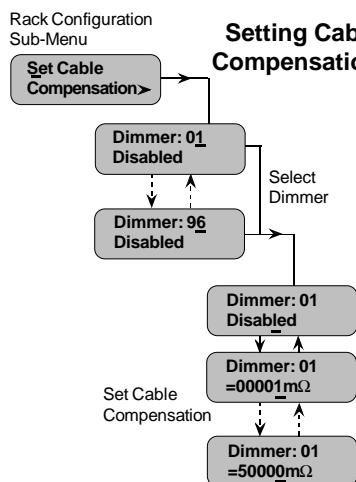 Rack Configuration
Sub-Menu
Setting Cab
Compensatio
Set Cable
Compensation➤
Dimmer: 01
Disabled
Dimmer: 96
Disabled
Select
Dimmer
Dimmer: 01
Disabled
Dimmer: 01
=00001mΩ
Set Cable
Compensation
Dimmer: 01
=50000mΩ